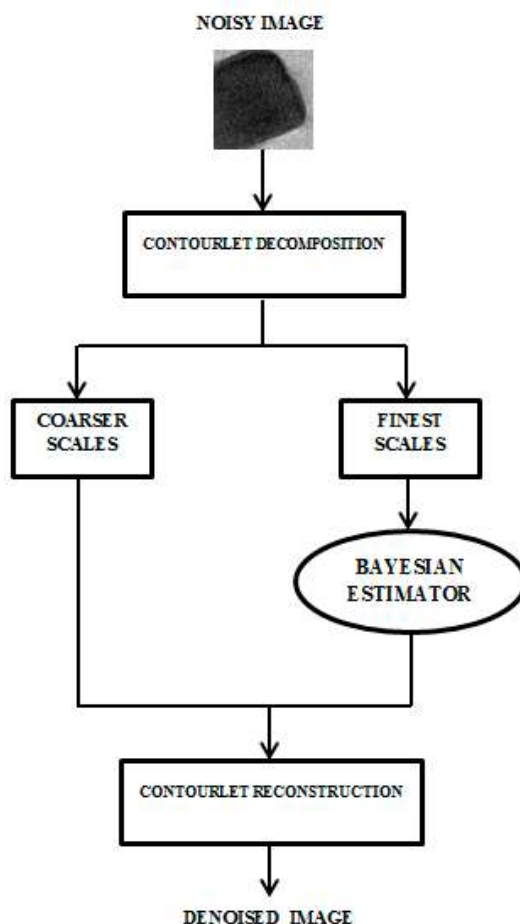 NOISY IMAGE
CONTOURLET DECOMPOSITION
COARSER
SCALES
FINEST
SCALES
BAYESIAN
ESTIMATOR
CONTOURLET RECONSTRUCTION
DENOISED IMAGE